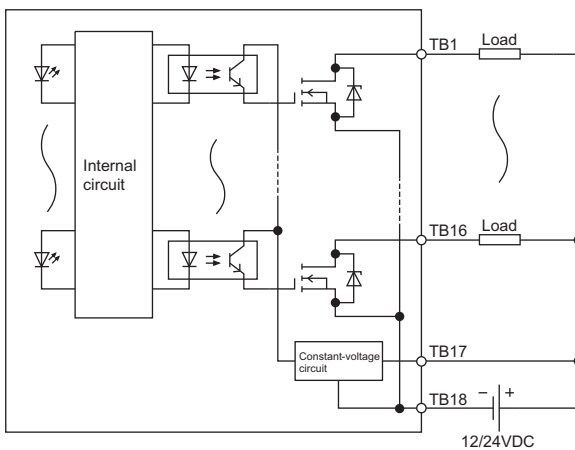 TB1
Load
Internal
circuit
TB16
Load
Constant-voltage
circuit
TB17
TB18
− +
12/24VDC